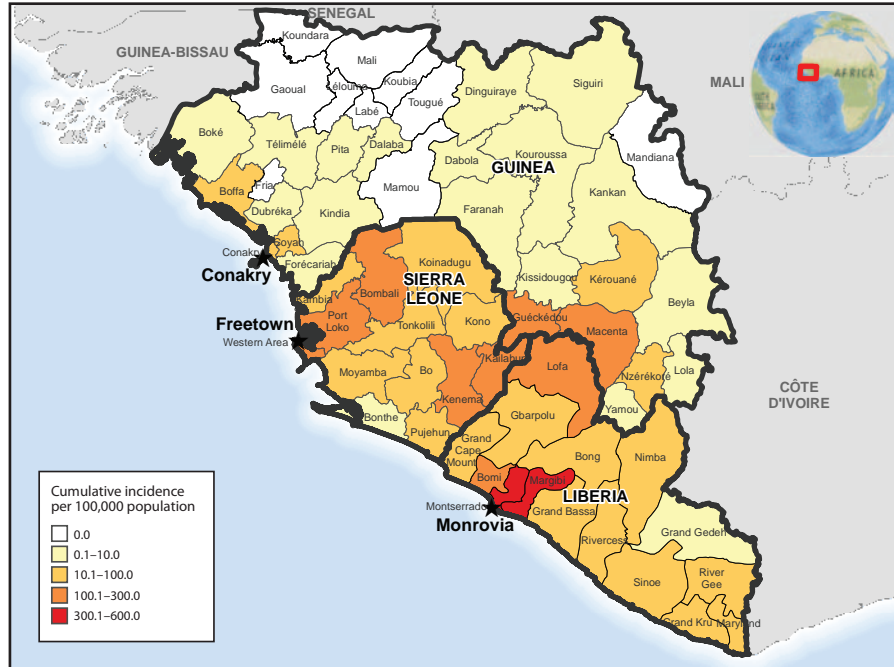 SENEGAL
Koundara
GUINEA-BISSAU
Mali
Koubia
Gaoual
Lélouma
Labé
Tougué
Dinguiraye
Siguiri
MALI
AFRICA
Boké
Télimélé
Pita
Dalaba
Dabola
Kouroussa
Mandiana
GUINEA
Fria
Boffa
Mamou
Kankan
Dubréka
Kindia
Faranah
Coyah
Conakry
Conakry
Forécariah
Koinadugu
Kissidougou
Kérouané
SIERRA
LEONE
Beyla
Kambia
Bombali
Port
Loko
Guéckédou
Macenta
Freetown
Western Area
Tonkolili
Kono
Kailahun
Lofa
Nzérékoré
Lola
Moyamba
Bo
Kenema
Yamou
CÔTE
D'IVOIRE
Bonthe
Pujehun
Gbarpolu
Grand
Cape
Mount
Bong
Nimba
Bomi
Margibi
LIBERIA
Montserrado
Monrovia
Grand Bassa
Grand Gedeh
Rivercess
Sinoe
River
Gee
Grand Kru
Maryland
Cumulative incidence
per 100,000 population
0.0
0.1–10.0
10.1–100.0
100.1–300.0
300.1–600.0